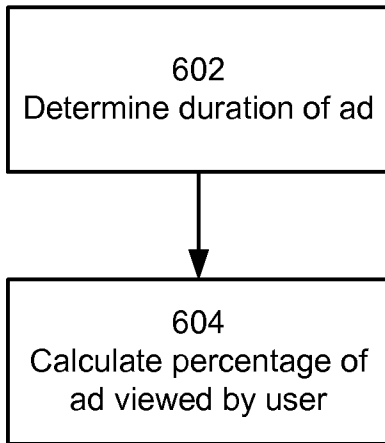 602
Determine duration of ad
604
Calculate percentage of
ad viewed by user